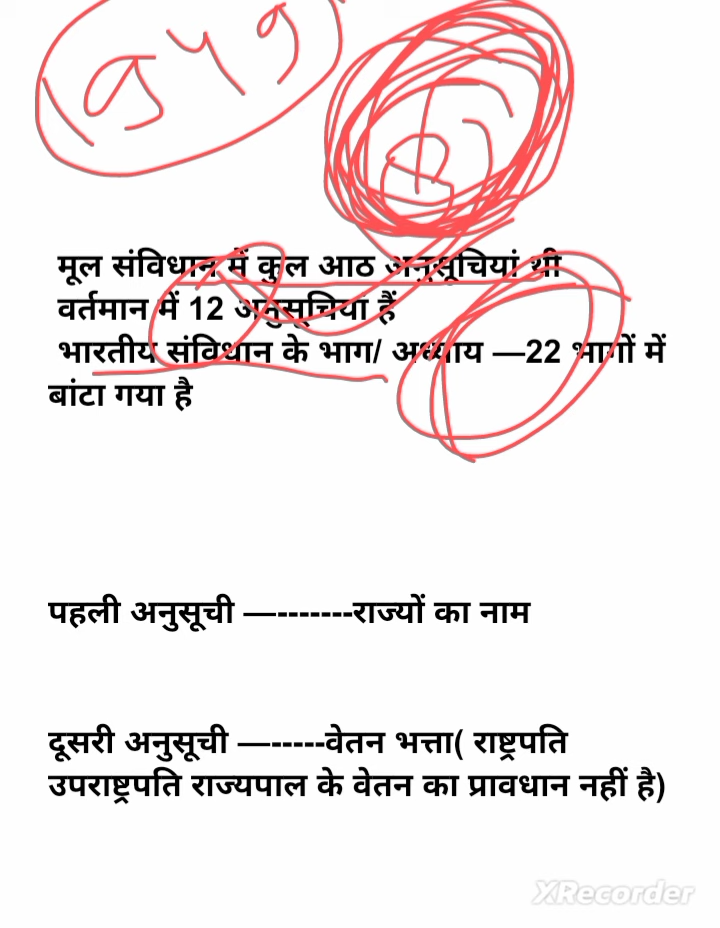 1949
मूल संविधान में कुल आठ अनुसूचियां थी
वर्तमान में 12 अनुसूचिया हैं
भारतीय संविधान के भाग/ अध्याय —22 भागों में
बांटा गया है
पहली अनुसूची —-------राज्यों का नाम
दूसरी अनुसूची —-----वेतन भत्ता( राष्ट्रपति
उपराष्ट्रपति राज्यपाल के वेतन का प्रावधान नहीं है)
XRecorder